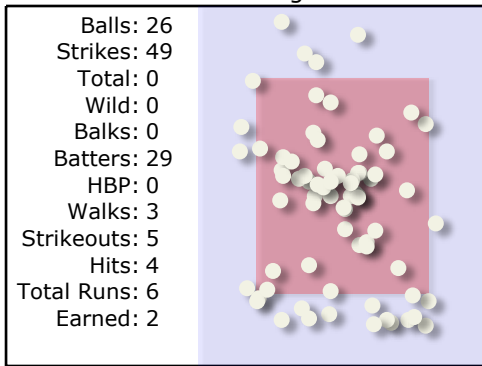 Balls: 26
Strikes: 49
Total: 0
Wild: 0
Balks: 0
Batters: 29
HBP: 0
Walks: 3
Strikeouts: 5
Hits: 4
Total Runs: 6
Earned: 2